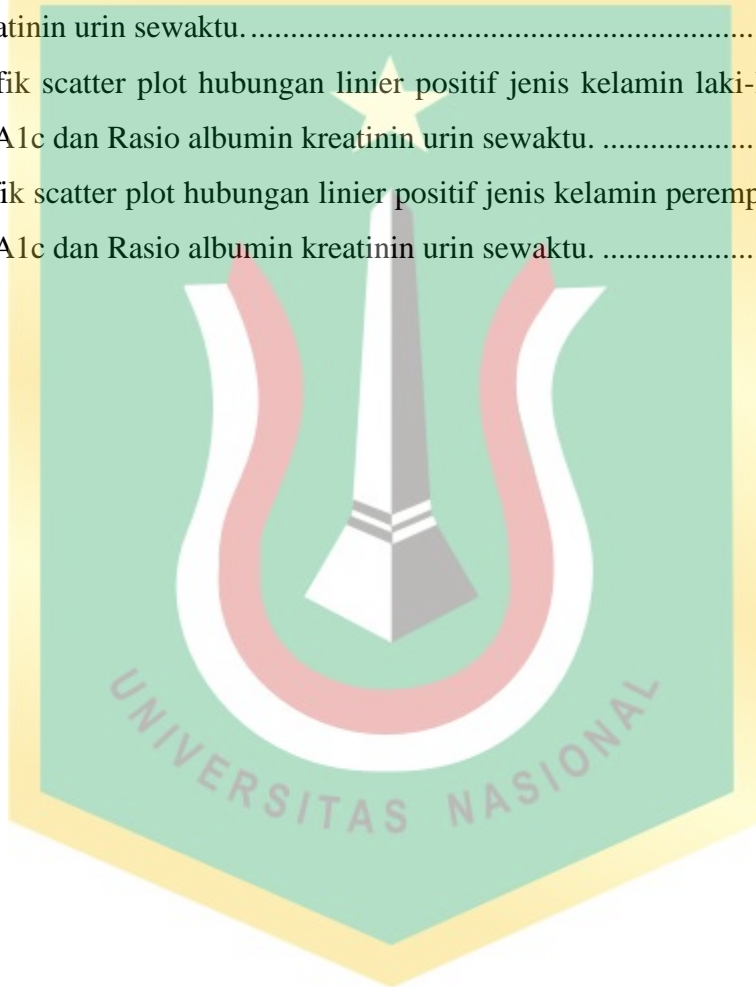 atinin urin sewaktu. ........................................................
fik scatter plot hubungan linier positif jenis kelamin laki-
A1c dan Rasio albumin kreatinin urin sewaktu. ...................
fik scatter plot hubungan linier positif jenis kelamin peremp
A1c dan Rasio albumin kreatinin urin sewaktu. ...................
UNIVERSITAS NASIONAL